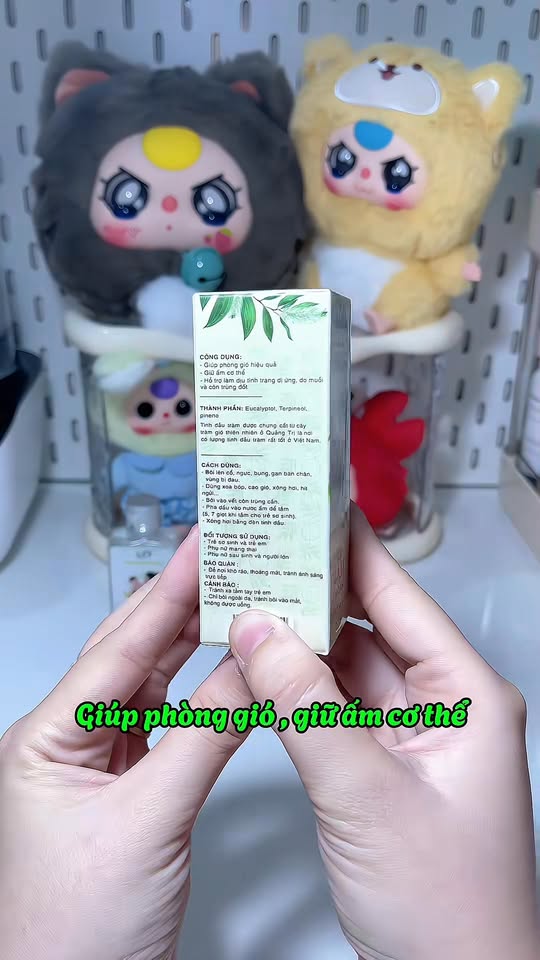 CÔNG DỤNG:
- Giúp phòng gió hiệu quả
- Giữ ấm cơ thể
- Hỗ trợ làm dịu tình trạng dị ứng, do muỗi
và côn trùng đốt
THÀNH PHẦN: Eucalyptol, Terpineol,
pinene
Tinh dầu tràm được chưng cất từ cây
tràm gió thiên nhiên ở Quảng Trị là nơi
có lượng tinh dầu tràm rất tốt ở Việt Nam.
CÁCH DÙNG:
- Bôi lên cổ, ngực, bụng, gan bàn chân,
vùng bị đau.
- Dùng xoa bóp, cạo gió, xông hơi, hít
ngửi...
- Bôi vào vết côn trùng cắn.
- Pha dầu vào nước ấm để tắm
(5, 7 giọt khi tắm cho trẻ sơ sinh).
- Xông hơi bằng đèn tinh dầu.
ĐỐI TƯỢNG SỬ DỤNG:
- Trẻ sơ sinh và trẻ em
- Phụ nữ mang thai
- Phụ nữ sau sinh và người lớn
BẢO QUẢN :
- Để nơi khô ráo, thoáng mát, tránh ánh sáng
trực tiếp
CẢNH BÁO :
- Tránh xa tầm tay trẻ em
- Chỉ bôi ngoài da, tránh bôi vào mắt,
không được uống.
Giúp phòng gió , giữ ấm cơ thể